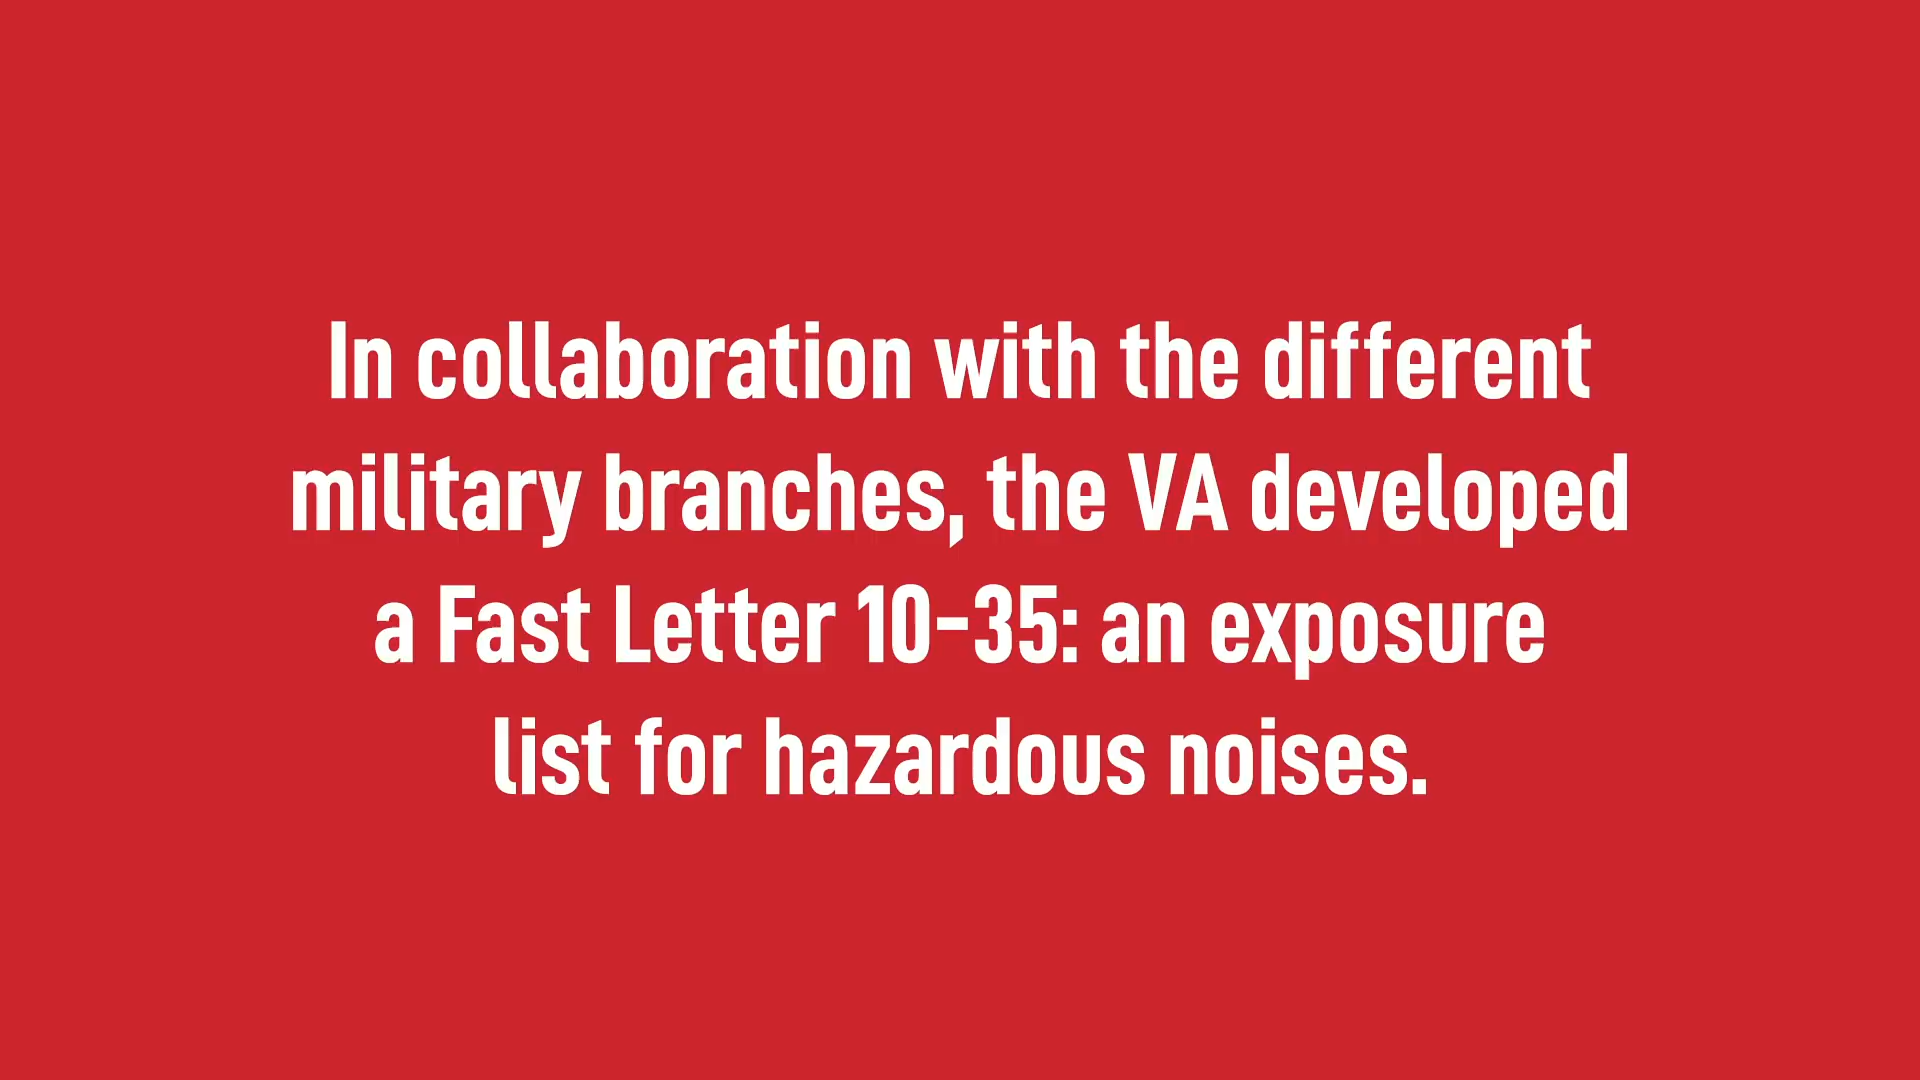 In collaboration with the different
military branches, the VA developed
a Fast Letter 10-35: an exposure
list for hazardous noises.